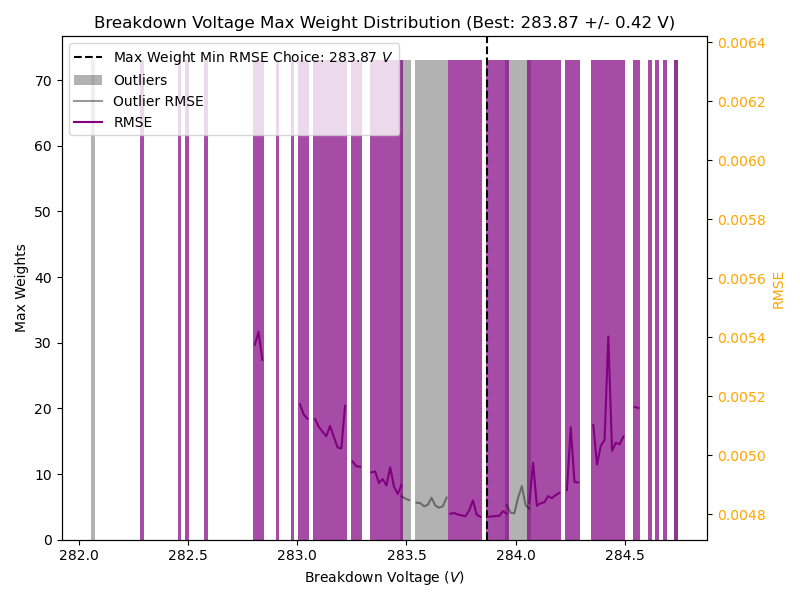 Breakdown Voltage Max Weight Distribution (Best: 283.87 +/- 0.42 V)
Max Weight Min RMSE Choice: 283.87 V
Outliers
Outlier RMSE
RMSE
Max Weights
70
60
50
40
30
20
10
0
0.0064
0.0062
0.0060
0.0058
0.0056
0.0054
0.0052
0.0050
0.0048
RMSE
282.0 282.5 283.0 283.5 284.0 284.5
Breakdown Voltage (V)